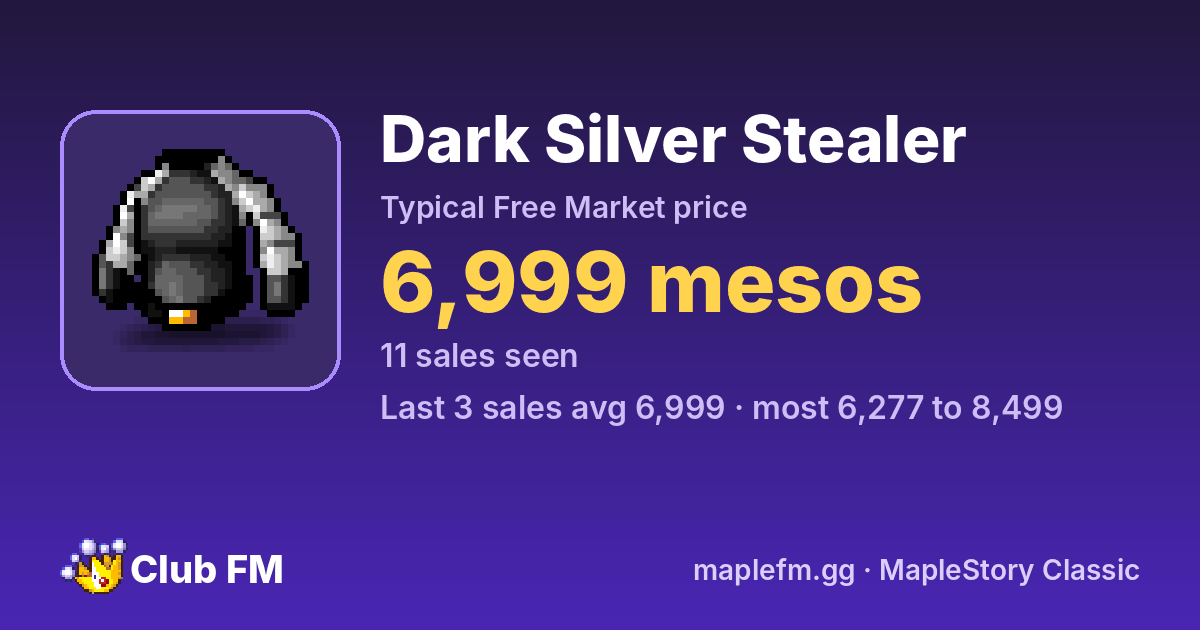 Dark Silver Stealer
Typical Free Market price
6,999 mesos
11 sales seen
Last 3 sales avg 6,999 · most 6,277 to 8,499
Club FM
maplefm.gg · MapleStory Classic